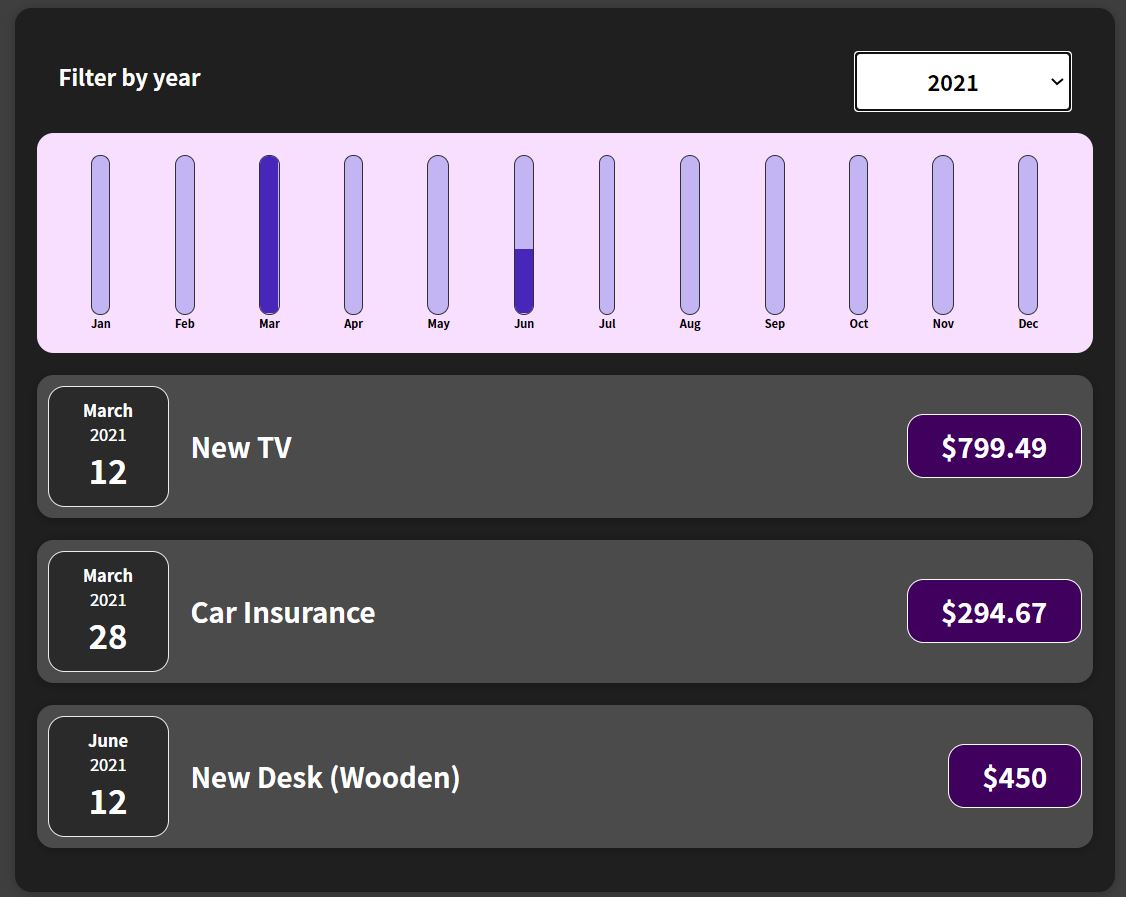 Filter by year
2021
Jan Feb Mar Apr May Jun Jul Aug Sep Oct Nov Dec
March
2021
12
New TV
$799.49
March
2021
28
Car Insurance
$294.67
June
2021
12
New Desk (Wooden)
$450